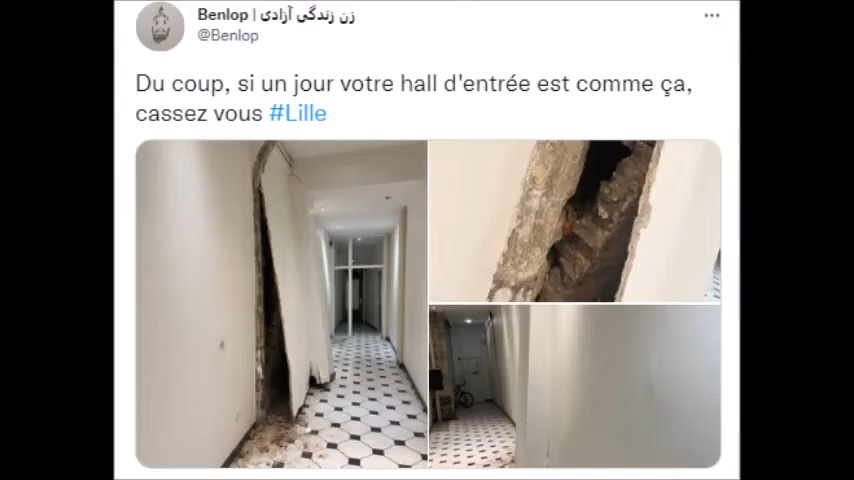 Benlop | زن زندگی آزادی
@Benlop
Du coup, si un jour votre hall d'entrée est comme ça,
cassez vous #Lille